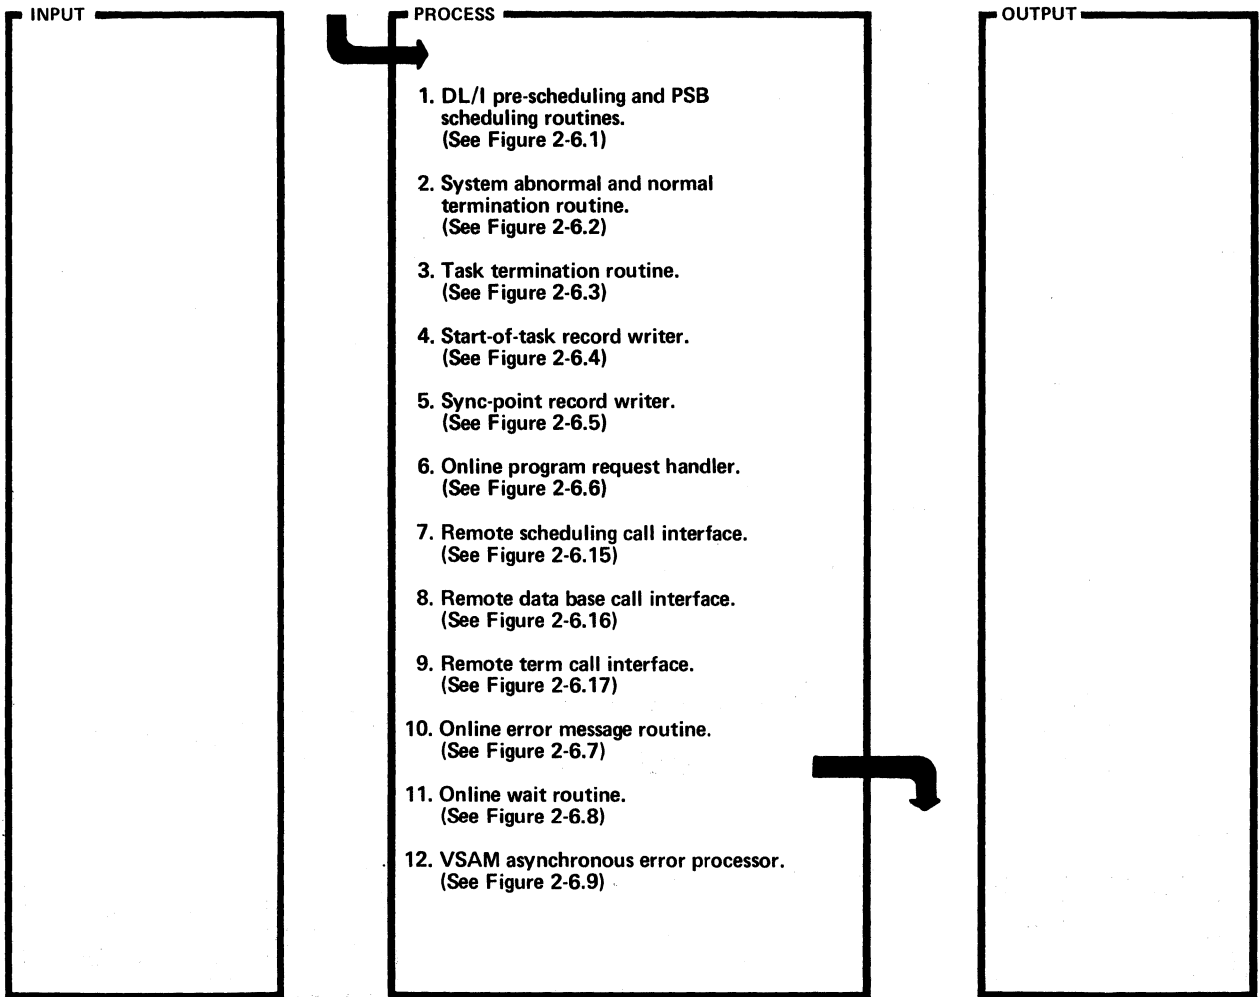 INPUT
PROCESS
OUTPUT
1. DL/I pre-scheduling and PSB
scheduling routines.
(See Figure 2-6.1)
2. System abnormal and normal
termination routine.
(See Figure 2-6.2)
3. Task termination routine.
(See Figure 2-6.3)
4. Start-of-task record writer.
(See Figure 2-6.4)
5. Sync-point record writer.
(See Figure 2-6.5)
6. Online program request handler.
(See Figure 2-6.6)
7. Remote scheduling call interface.
(See Figure 2-6.15)
8. Remote data base call interface.
(See Figure 2-6.16)
9. Remote term call interface.
(See Figure 2-6.17)
10. Online error message routine.
(See Figure 2-6.7)
11. Online wait routine.
(See Figure 2-6.8)
12. VSAM asynchronous error processor.
(See Figure 2-6.9)